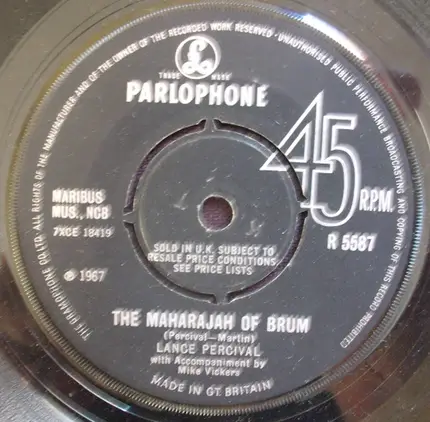 THE GRAMOPHONE CO. LTD. ALL RIGHTS OF THE MANUFACTURER AND OF THE OWNER OF THE RECORDED WORK RESERVED · UNAUTHORISED PUBLIC PERFORMANCE BROADCASTING AND COPYING OF THIS RECORD PROHIBITED
£
TRADE MARK
PARLOPHONE
45
R.P.M.
MARIBUS
MUS., NCB
7XCE 18419
R 5587
SOLD IN U.K. SUBJECT TO
RESALE PRICE CONDITIONS,
SEE PRICE LISTS
℗ 1967
THE MAHARAJAH OF BRUM
(Percival—Martin)
LANCE PERCIVAL
with Accompaniment by
Mike Vickers
MADE IN GT. BRITAIN